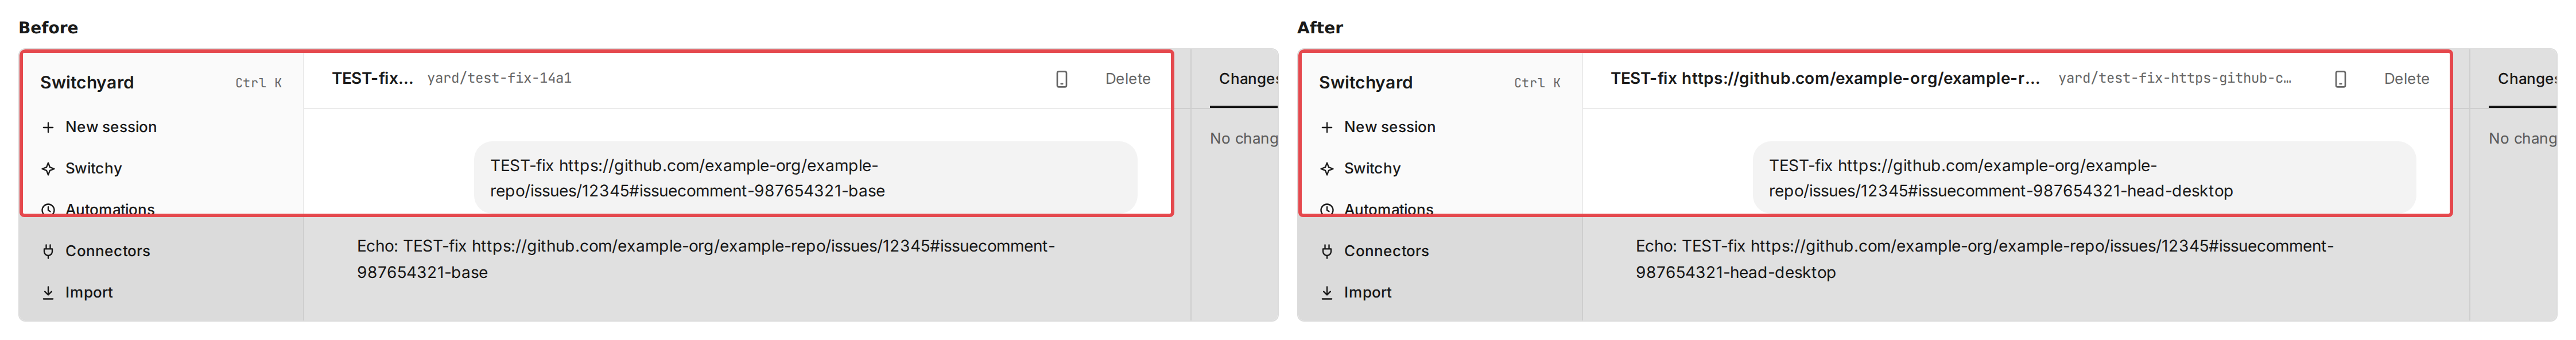 Before
Switchyard Ctrl K
New session
Switchy
Automations
Connectors
Import
TEST-fix... yard/test-fix-14a1 Delete
TEST-fix https://github.com/example-org/example-
repo/issues/12345#issuecomment-987654321-base
Echo: TEST-fix https://github.com/example-org/example-repo/issues/12345#issuecomment-
987654321-base
Changes
No chang
After
Switchyard Ctrl K
New session
Switchy
Automations
Connectors
Import
TEST-fix https://github.com/example-org/example-r... yard/test-fix-https-github-c… Delete
TEST-fix https://github.com/example-org/example-
repo/issues/12345#issuecomment-987654321-head-desktop
Echo: TEST-fix https://github.com/example-org/example-repo/issues/12345#issuecomment-
987654321-head-desktop
Changes
No chang